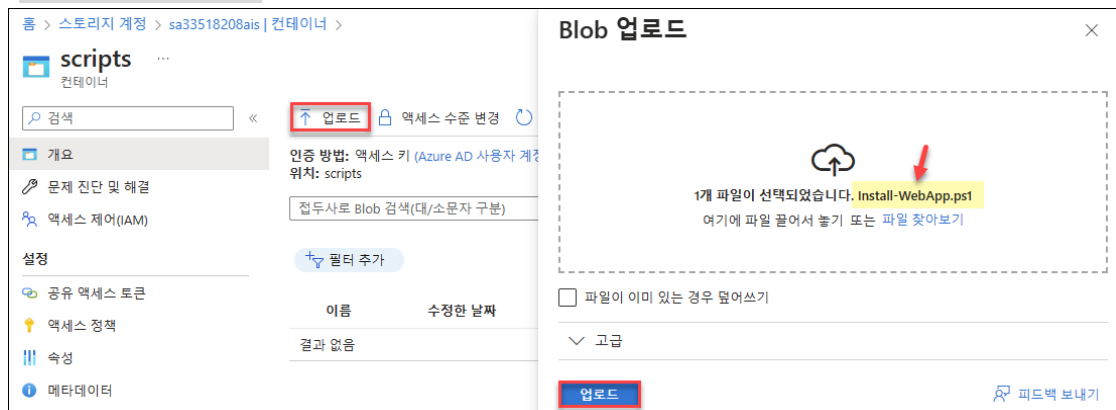 홈 > 스토리지 계정 > sa33518208ais | 컨테이너 >
scripts ...
컨테이너
검색
«
개요
문제 진단 및 해결
액세스 제어(IAM)
설정
공유 액세스 토큰
액세스 정책
속성
메타데이터
업로드 액세스 수준 변경
인증 방법: 액세스 키 (Azure AD 사용자 계정
위치: scripts
접두사로 Blob 검색(대/소문자 구분)
필터 추가
이름 수정한 날짜
결과 없음
Blob 업로드
1개 파일이 선택되었습니다. Install-WebApp.ps1
여기에 파일 끌어서 놓기 또는 파일 찾아보기
파일이 이미 있는 경우 덮어쓰기
고급
업로드
피드백 보내기